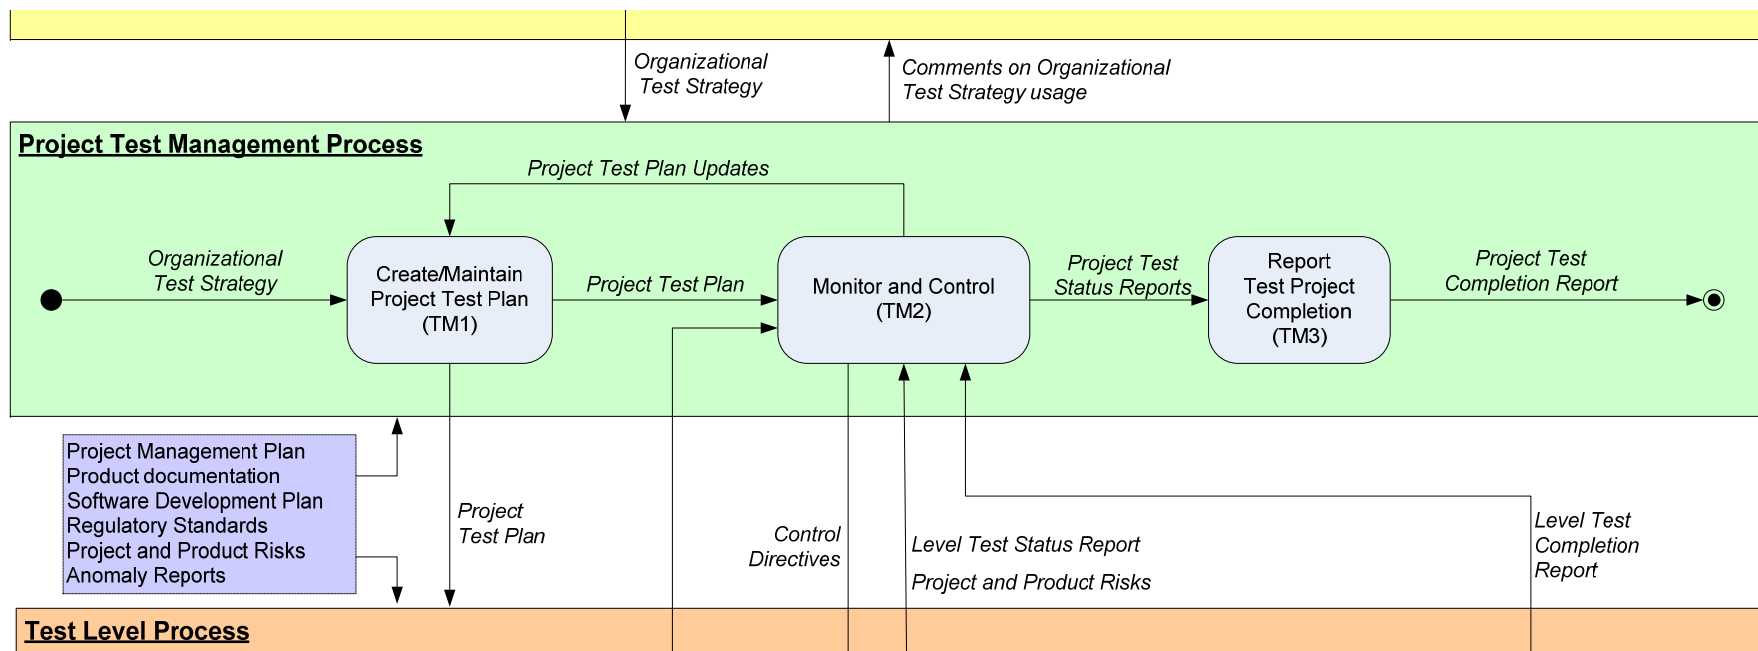 Organizational
Test Strategy
Comments on Organizational
Test Strategy usage
Project Test Management Process
Project Test Plan Updates
Organizational
Test Strategy
Create/Maintain
Project Test Plan
(TM1)
Project Test Plan
Monitor and Control
(TM2)
Project Test
Status Reports
Report
Test Project
Completion
(TM3)
Project Test
Completion Report
Project Management Plan
Product documentation
Software Development Plan
Regulatory Standards
Project and Product Risks
Anomaly Reports
Project
Test Plan
Control
Directives
Level Test Status Report
Project and Product Risks
Level Test
Completion
Report
Test Level Process